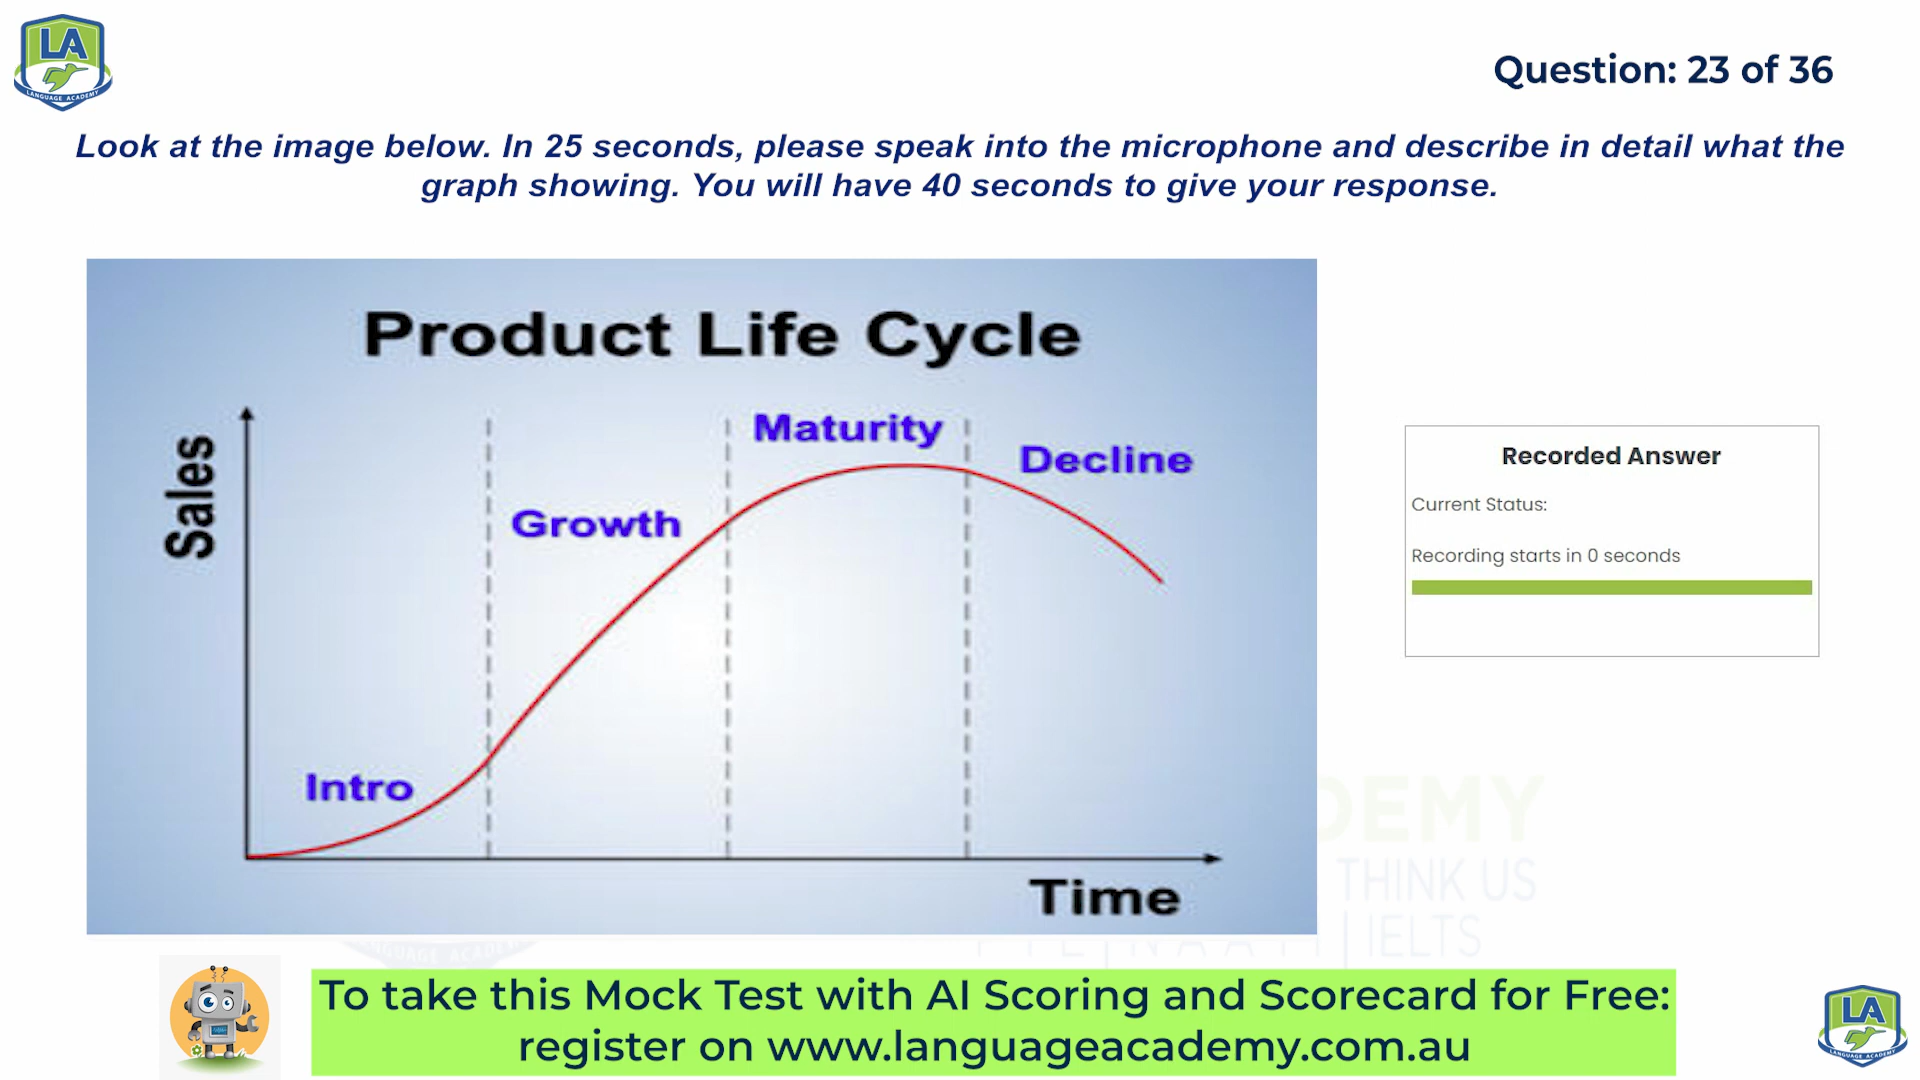 LA
LANGUAGE ACADEMY
Question: 23 of 36
Look at the image below. In 25 seconds, please speak into the microphone and describe in detail what the
graph showing. You will have 40 seconds to give your response.
Product Life Cycle
Sales
Maturity
Decline
Growth
Intro
Time
Recorded Answer
Current Status:
Recording starts in 0 seconds
DEMY
THINK US
IELTS
LANGUAGE ACADEMY
To take this Mock Test with AI Scoring and Scorecard for Free:
register on www.languageacademy.com.au
LA